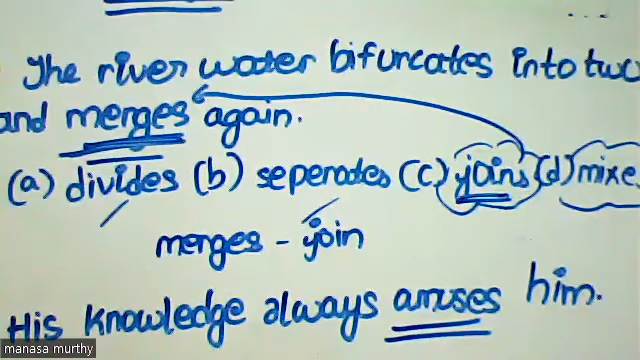 The river water bifurcates into two
and merges again.
(a) divides (b) seperates (c) joins (d) mixe
merges - join
His knowledge always amuses him.
manasa murthy